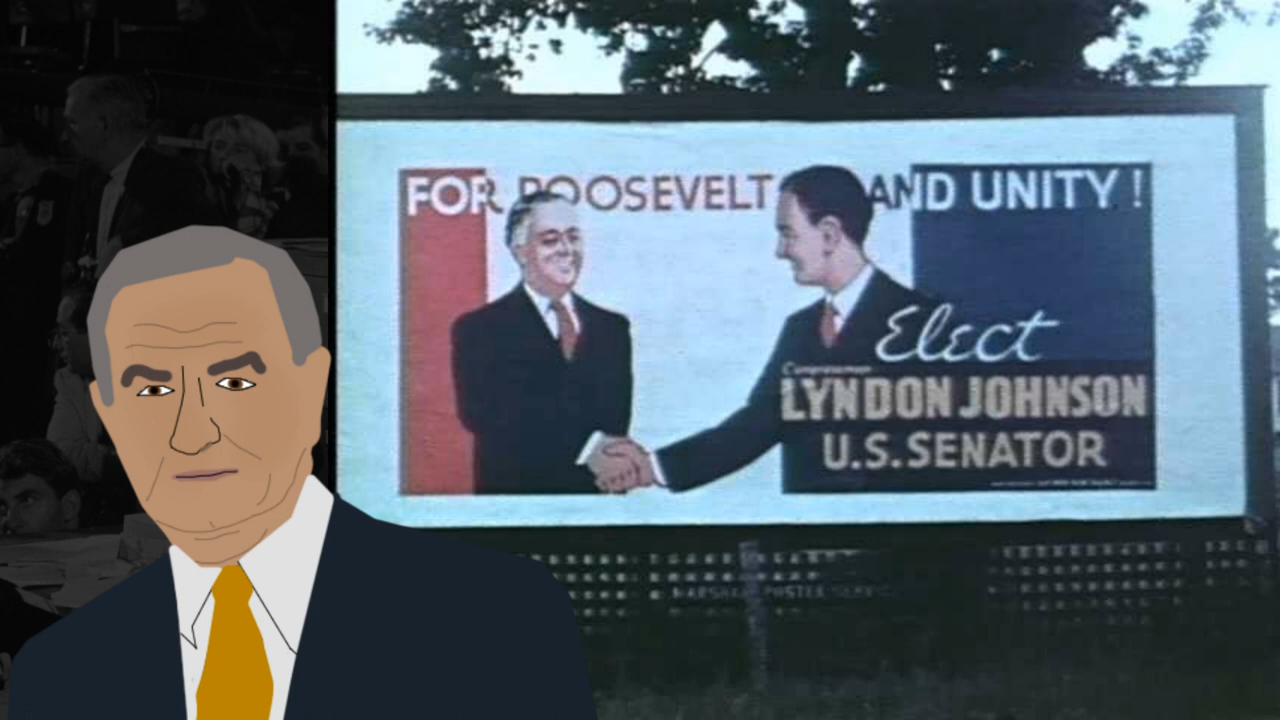 FOR ROOSEVELT AND UNITY!
Elect
Congressman
LYNDON JOHNSON
U.S. SENATOR